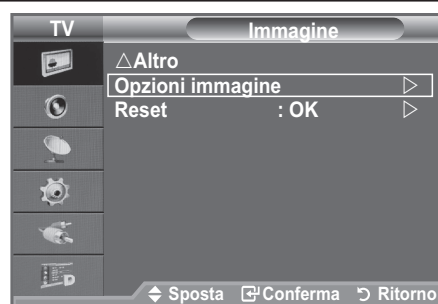 TV Immagine
△Altro
Opzioni immagine ▷
Reset : OK ▷
Sposta Conferma Ritorno